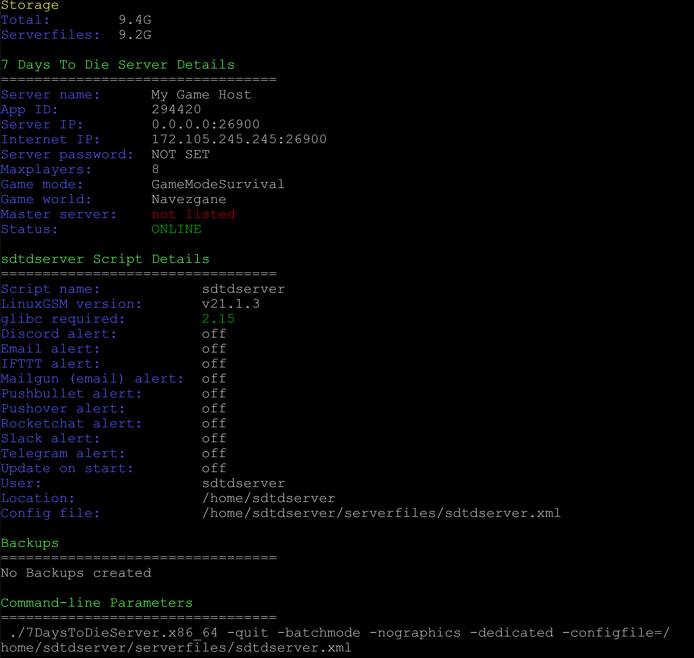 Storage
Total: 9.4G
Serverfiles: 9.2G
7 Days To Die Server Details
=================================
Server name: My Game Host
App ID: 294420
Server IP: 0.0.0.0:26900
Internet IP: 172.105.245.245:26900
Server password: NOT SET
Maxplayers: 8
Game mode: GameModeSurvival
Game world: Navezgane
Master server: not listed
Status: ONLINE
sdtdserver Script Details
=================================
Script name: sdtdserver
LinuxGSM version: v21.1.3
glibc required: 2.15
Discord alert: off
Email alert: off
IFTTT alert: off
Mailgun (email) alert: off
Pushbullet alert: off
Pushover alert: off
Rocketchat alert: off
Slack alert: off
Telegram alert: off
Update on start: off
User: sdtdserver
Location: /home/sdtdserver
Config file: /home/sdtdserver/serverfiles/sdtdserver.xml
Backups
=================================
No Backups created
Command-line Parameters
=================================
./7DaysToDieServer.x86_64 -quit -batchmode -nographics -dedicated -configfile=/
home/sdtdserver/serverfiles/sdtdserver.xml